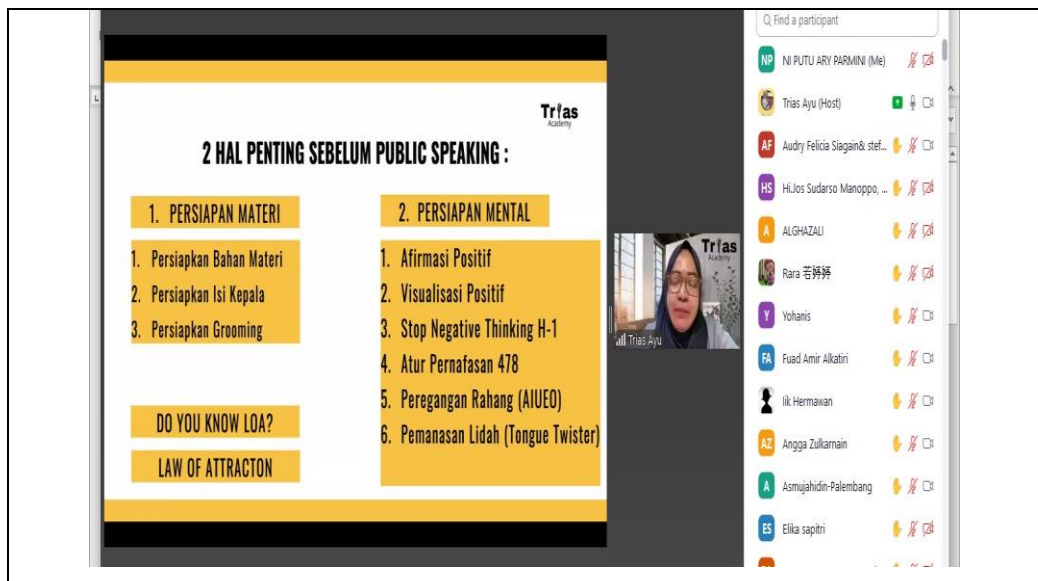 Trias
Academy
2 HAL PENTING SEBELUM PUBLIC SPEAKING :
1. PERSIAPAN MATERI
1. Persiapkan Bahan Materi
2. Persiapkan Isi Kepala
3. Persiapkan Grooming
DO YOU KNOW LOA?
LAW OF ATTRACTON
2. PERSIAPAN MENTAL
1. Afirmasi Positif
2. Visualisasi Positif
3. Stop Negative Thinking H-1
4. Atur Pernafasan 478
5. Peregangan Rahang (AIUEO)
6. Pemanasan Lidah (Tongue Twister)
Trias
Academy
Trias Ayu
Find a participant
NP NI PUTU ARY PARMINI (Me)
Trias Ayu (Host)
AF Audry Felicia Siagain& stef...
HS Hi.Jos Sudarso Manoppo, ...
A ALGHAZALI
Rara 若婷婷
Y Yohanis
FA Fuad Amir Alkatiri
Iik Hermawan
AZ Angga Zulkarnain
A Asmujahidin-Palembang
ES Elika sapitri